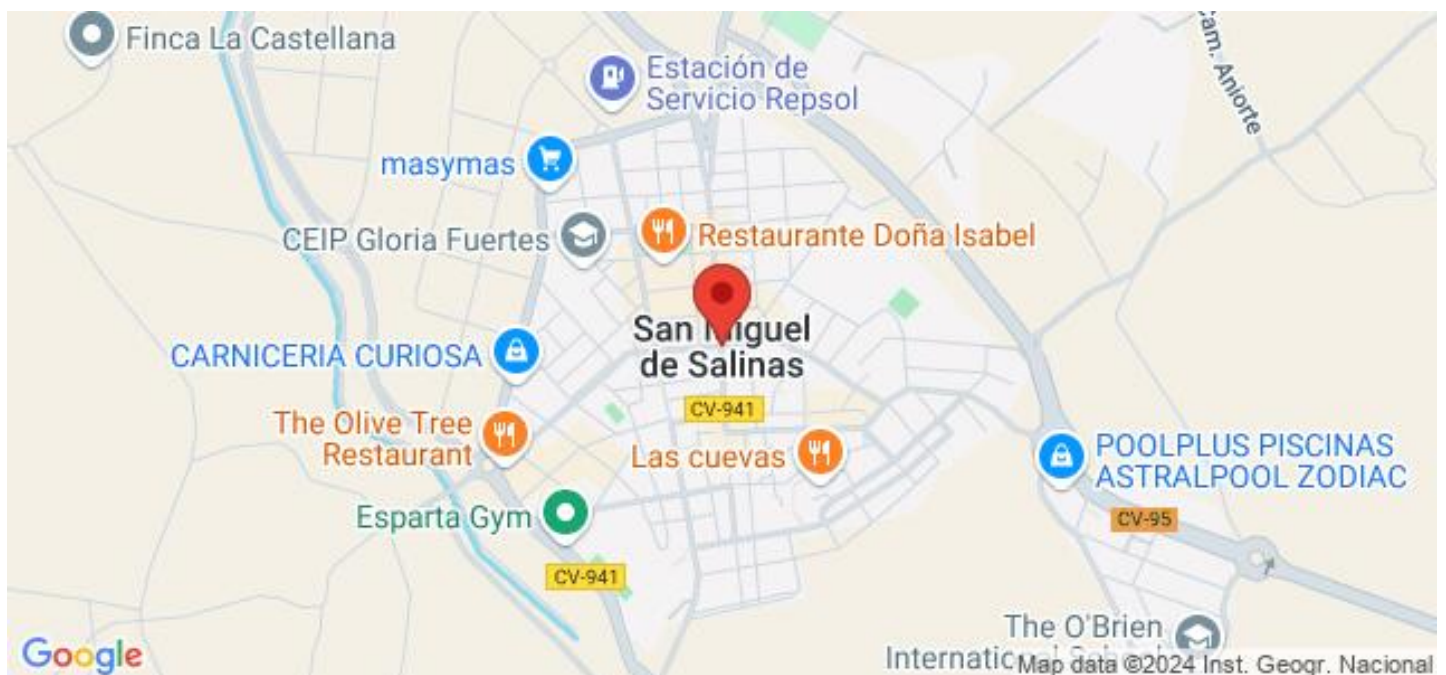 Finca La Castellana
Cam. Aniorte
Estación de
Servicio Repsol
masymas
CEIP Gloria Fuertes
Restaurante Doña Isabel
San Miguel
de Salinas
CARNICERIA CURIOSA
CV-941
The Olive Tree
Restaurant
Las cuevas
POOLPLUS PISCINAS
ASTRALPOOL ZODIAC
Esparta Gym
CV-95
CV-941
The O'Brien
International School
Google
Map data ©2024 Inst. Geogr. Nacional